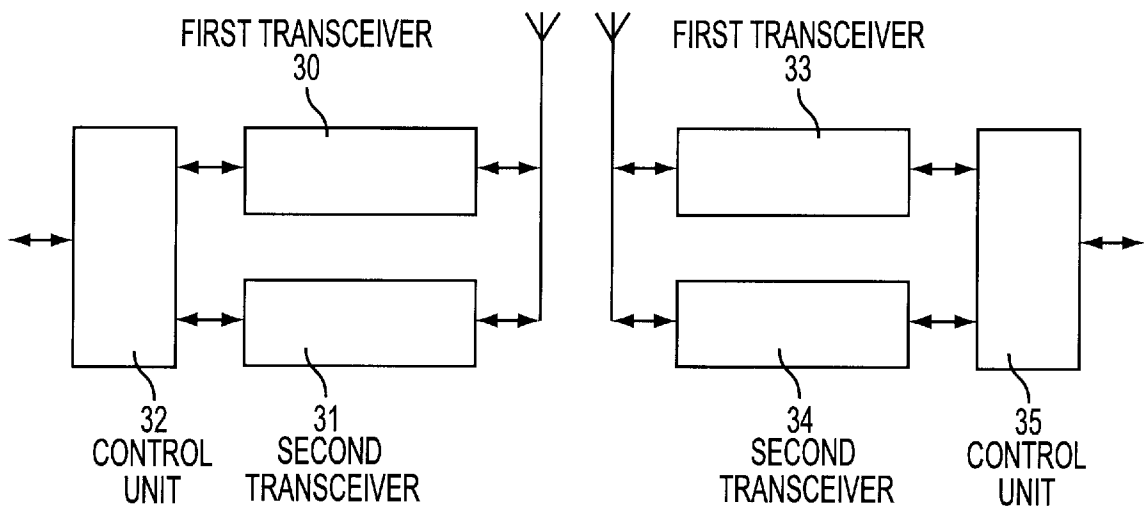 FIRST TRANSCEIVER
30
FIRST TRANSCEIVER
33
32
CONTROL
UNIT
31
SECOND
TRANSCEIVER
34
SECOND
TRANSCEIVER
35
CONTROL
UNIT